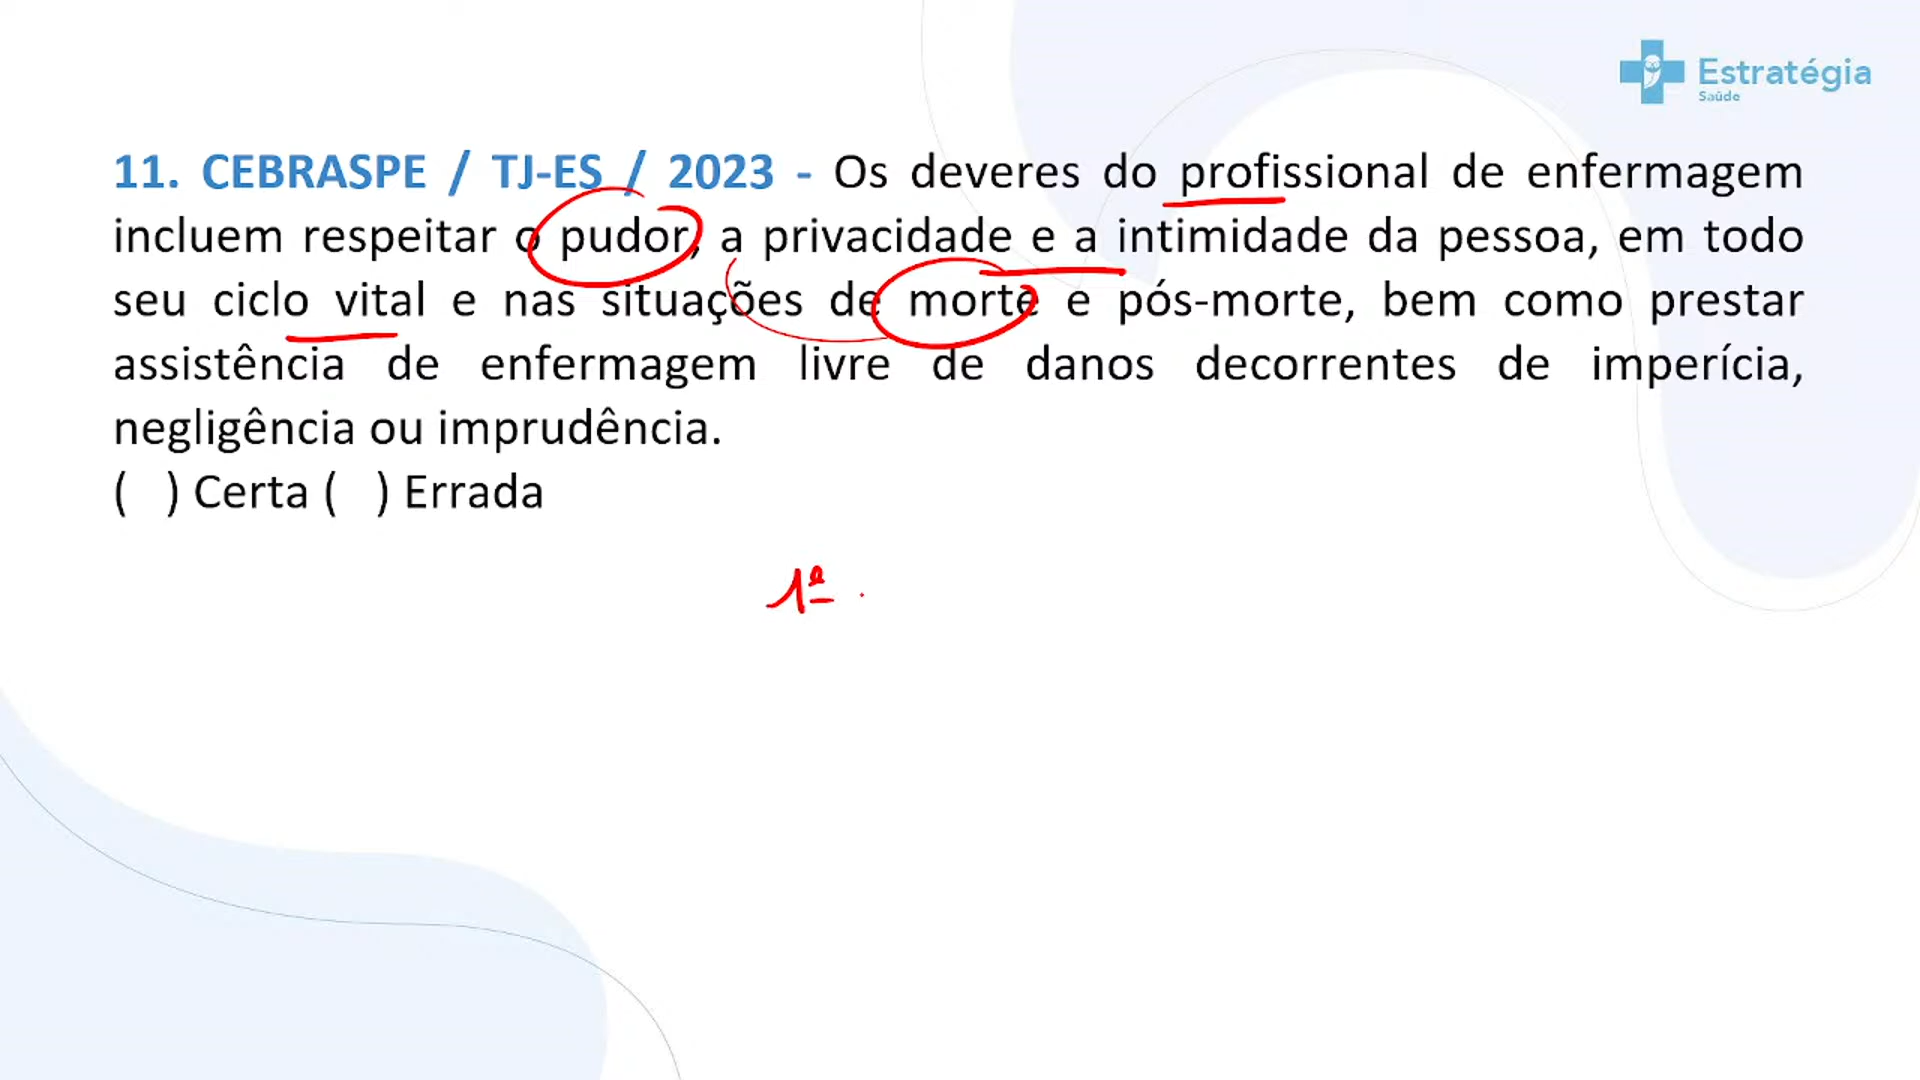 Estratégia
Saúde
11. CEBRASPE / TJ-ES / 2023 - Os deveres do profissional de enfermagem
incluem respeitar o pudor, a privacidade e a intimidade da pessoa, em todo
seu ciclo vital e nas situações de morte e pós-morte, bem como prestar
assistência de enfermagem livre de danos decorrentes de imperícia,
negligência ou imprudência.
( ) Certa ( ) Errada
1ª